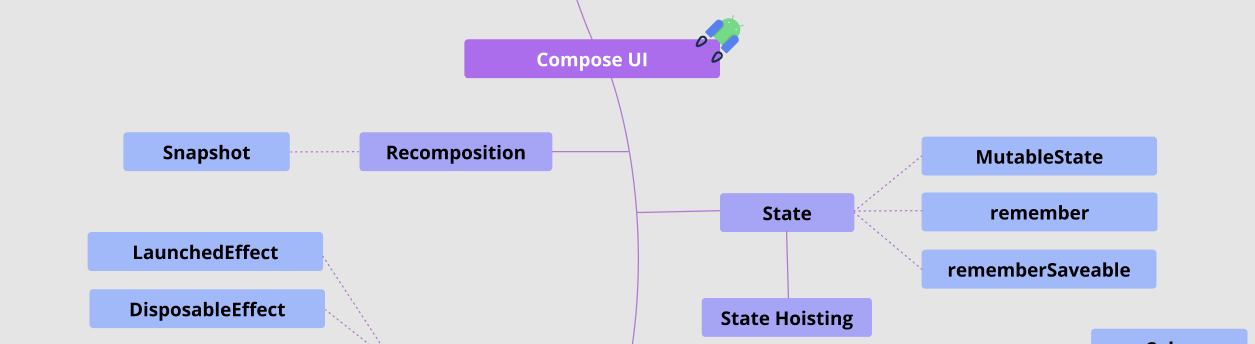 Compose UI
Snapshot
Recomposition
MutableState
State
remember
LaunchedEffect
rememberSaveable
DisposableEffect
State Hoisting